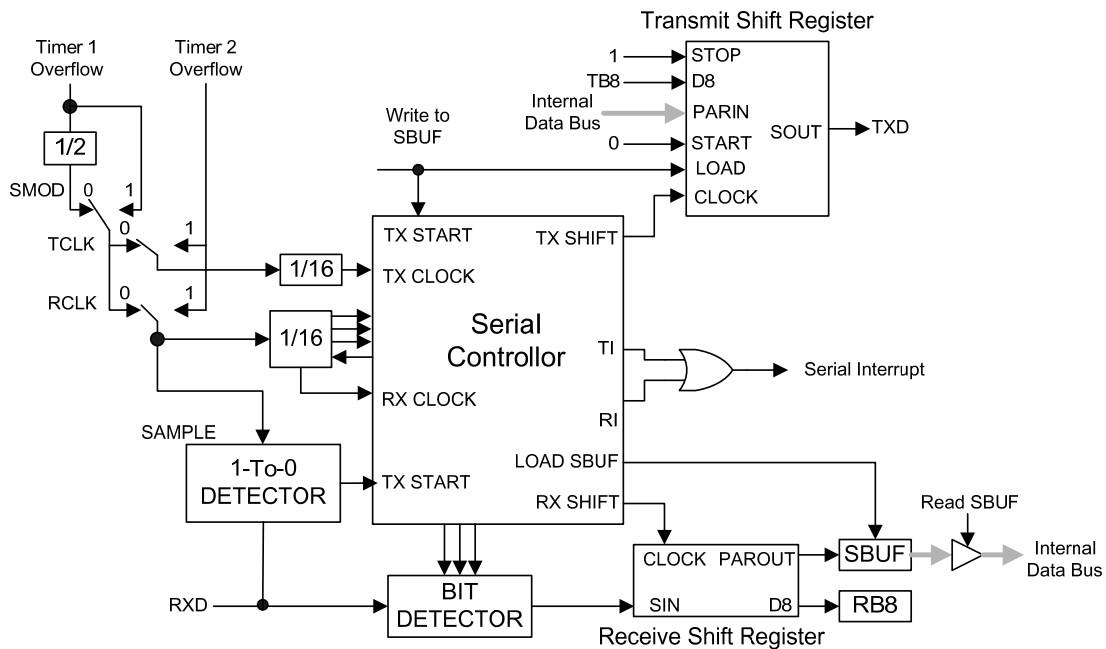 Transmit Shift Register
Timer 1
Overflow
Timer 2
Overflow
1
STOP
TB8
D8
Internal
Data Bus
PARIN
Write to
SBUF
SOUT
TXD
0
START
LOAD
CLOCK
1/2
SMOD
0
1
TX START
TX SHIFT
TCLK
0
1
1/16
TX CLOCK
RCLK
0
1
1/16
Serial
Controllor
TI
Serial Interrupt
RX CLOCK
RI
SAMPLE
1-To-0
DETECTOR
TX START
LOAD SBUF
RX SHIFT
Read SBUF
CLOCK
PAROUT
SBUF
Internal
Data Bus
RXD
BIT
DETECTOR
SIN
D8
RB8
Receive Shift Register